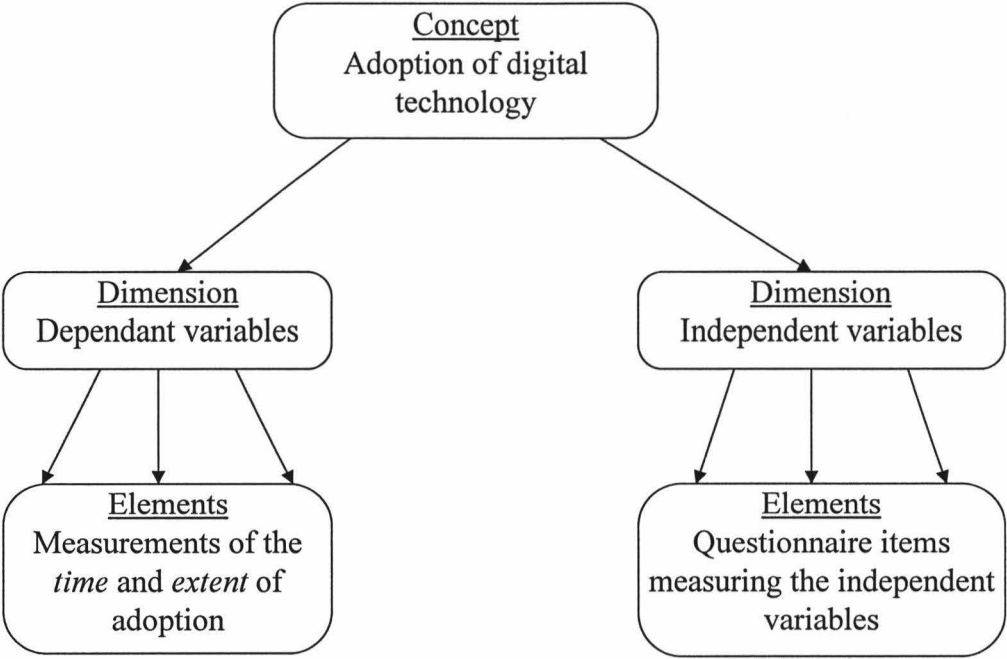 Concept
Adoption of digital
technology
Dimension
Dependant variables
Dimension
Independent variables
Elements
Measurements of the
time and extent of
adoption
Elements
Questionnaire items
measuring the independent
variables